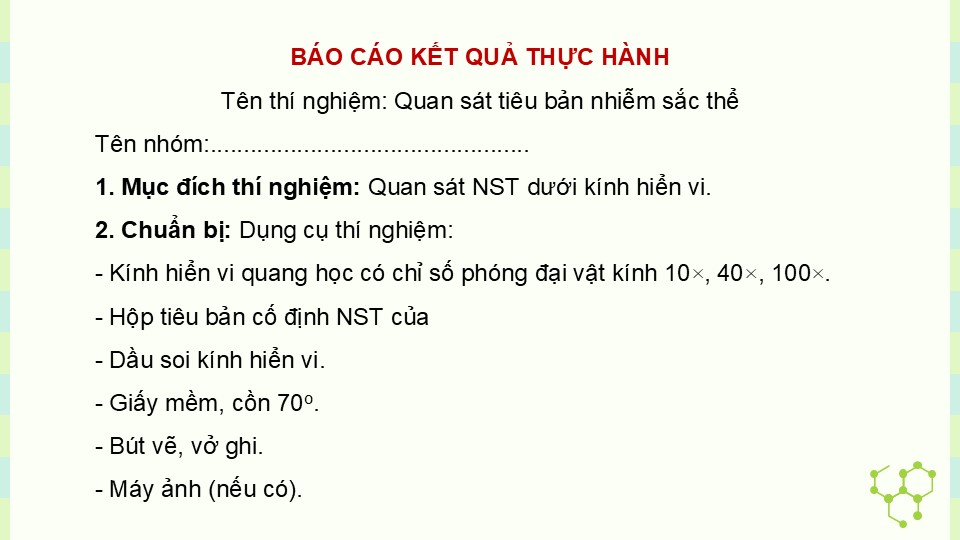 BÁO CÁO KẾT QUẢ THỰC HÀNH
Tên thí nghiệm: Quan sát tiêu bản nhiễm sắc thể
Tên nhóm:................................................
1. Mục đích thí nghiệm: Quan sát NST dưới kính hiển vi.
2. Chuẩn bị: Dụng cụ thí nghiệm:
- Kính hiển vi quang học có chỉ số phóng đại vật kính 10×, 40×, 100×.
- Hộp tiêu bản cố định NST của
- Dầu soi kính hiển vi.
- Giấy mềm, cồn 70º.
- Bút vẽ, vở ghi.
- Máy ảnh (nếu có).